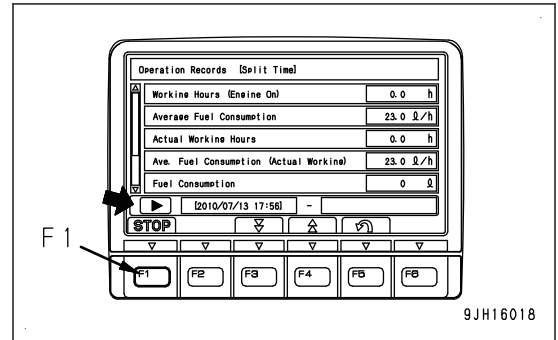 Operation Records [Split Time]
Working Hours (Engine On) 0.0 h
Average Fuel Consumption 23.0 ℓ/h
Actual Working Hours 0.0 h
Ave. Fuel Consumption (Actual Working) 23.0 ℓ/h
Fuel Consumption 0 ℓ
[2010/07/13 17:56] -
STOP
F1
F1 F2 F3 F4 F5 F6
9JH16018